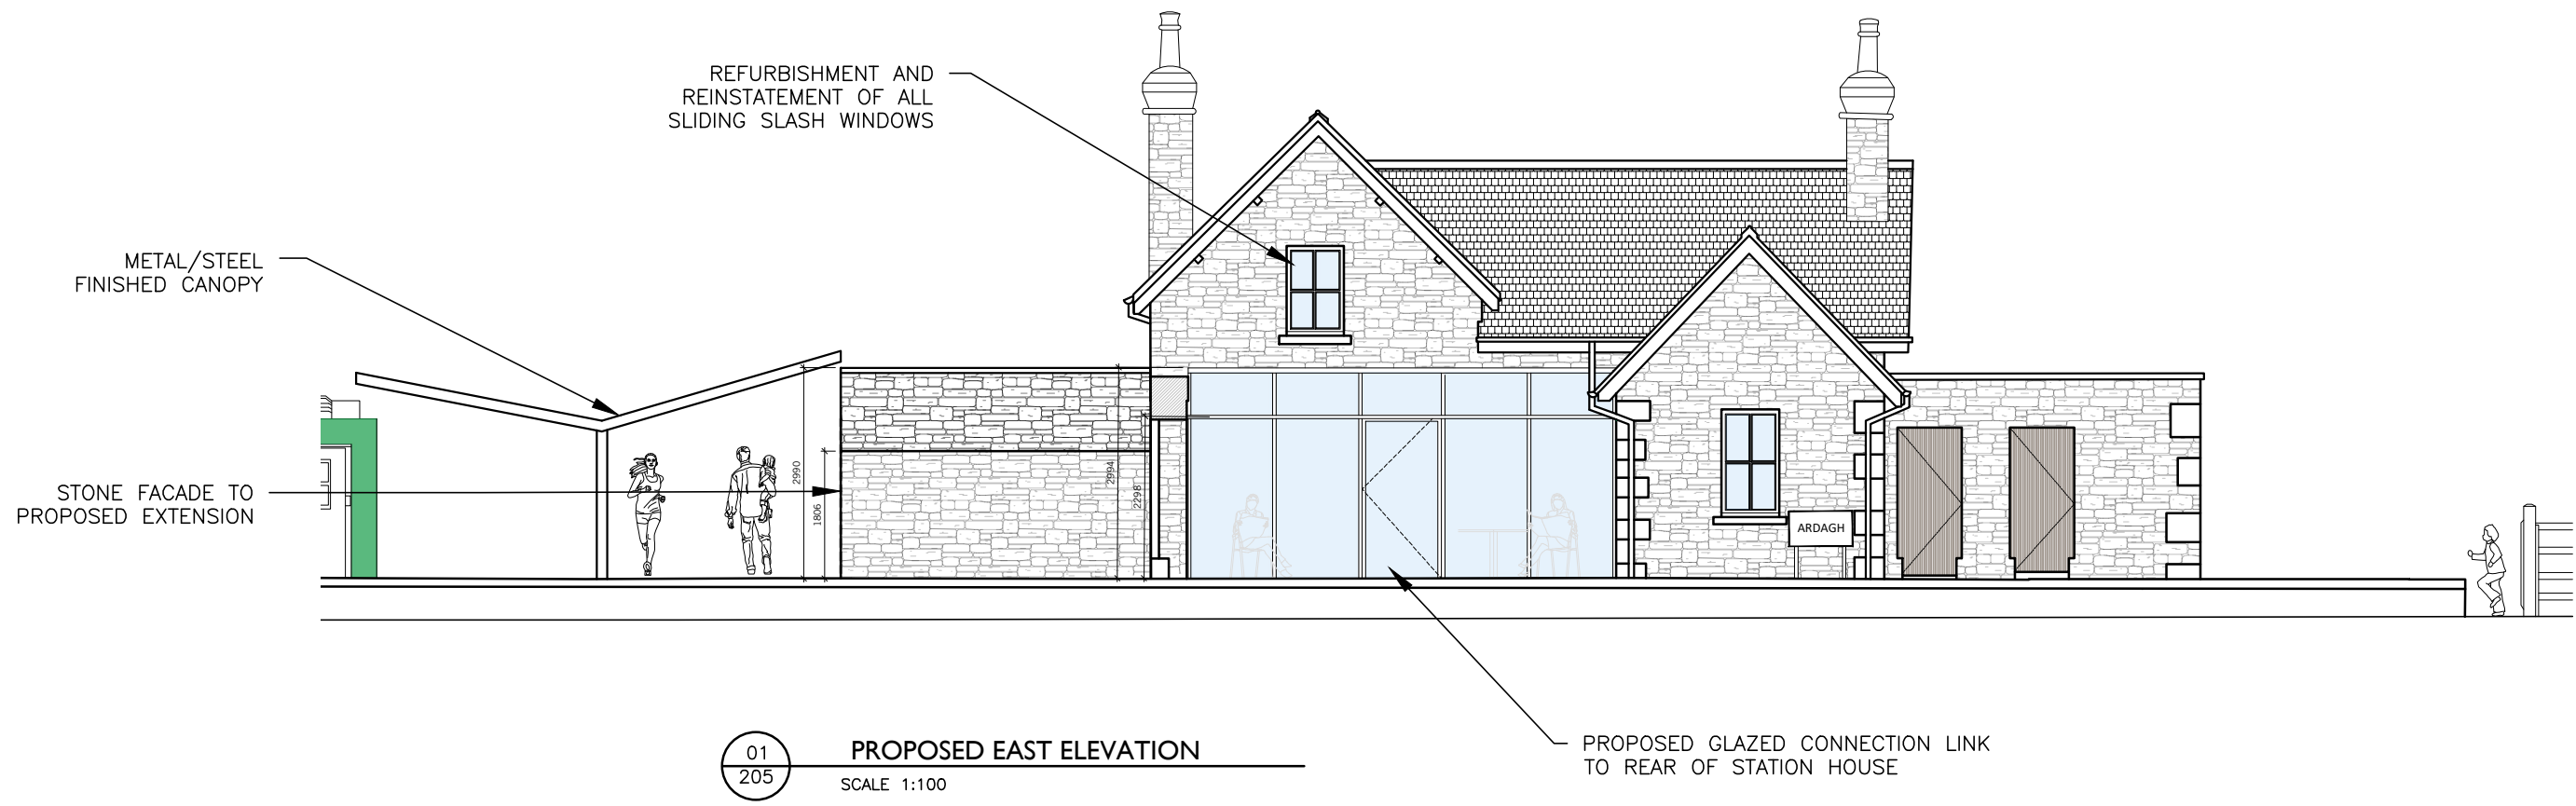 REFURBISHMENT AND
REINSTATEMENT OF ALL
SLIDING SLASH WINDOWS
METAL/STEEL
FINISHED CANOPY
STONE FACADE TO
PROPOSED EXTENSION
2990
1806
2994
2298
ARDAGH
PROPOSED GLAZED CONNECTION LINK
TO REAR OF STATION HOUSE
01
205
PROPOSED EAST ELEVATION
SCALE 1:100